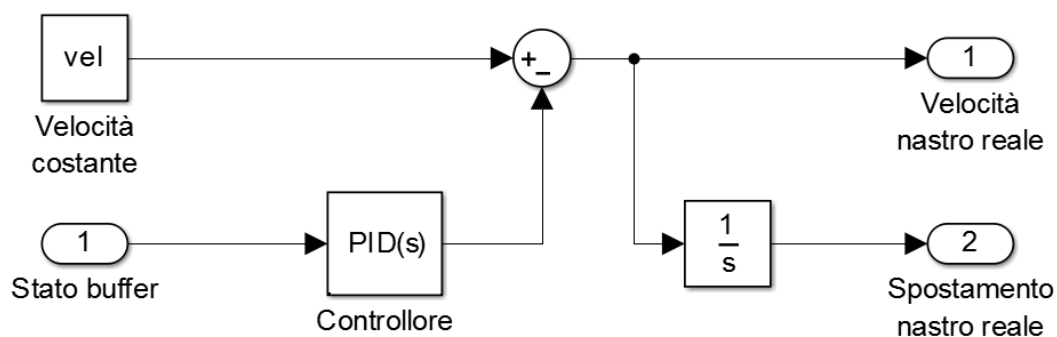 vel
Velocità
costante
+
−
1
Velocità
nastro reale
1
Stato buffer
PID(s)
Controllore
1
s
2
Spostamento
nastro reale